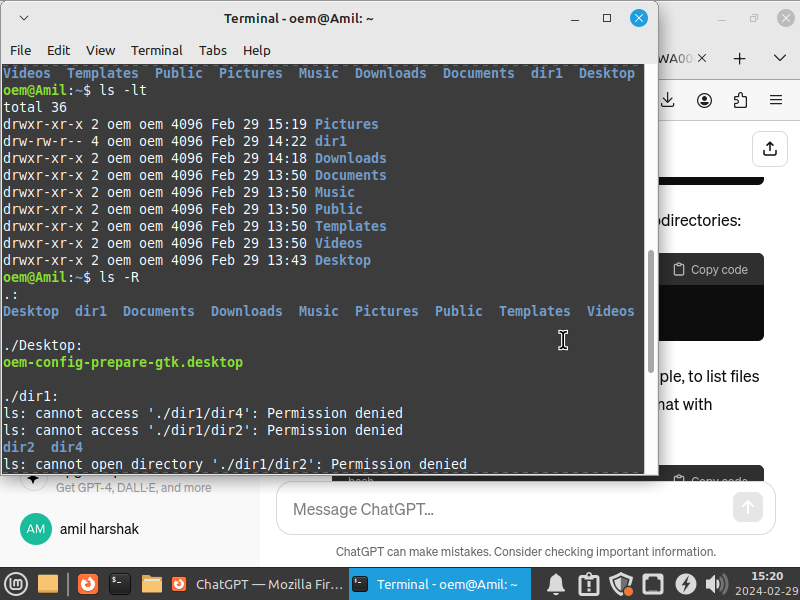 Terminal - oem@Amil: ~
File Edit View Terminal Tabs Help
Videos Templates Public Pictures Music Downloads Documents dir1 Desktop
oem@Amil:~$ ls -lt
total 36
drwxr-xr-x 2 oem oem 4096 Feb 29 15:19 Pictures
drw-rw-r-- 4 oem oem 4096 Feb 29 14:22 dir1
drwxr-xr-x 2 oem oem 4096 Feb 29 14:18 Downloads
drwxr-xr-x 2 oem oem 4096 Feb 29 13:50 Documents
drwxr-xr-x 2 oem oem 4096 Feb 29 13:50 Music
drwxr-xr-x 2 oem oem 4096 Feb 29 13:50 Public
drwxr-xr-x 2 oem oem 4096 Feb 29 13:50 Templates
drwxr-xr-x 2 oem oem 4096 Feb 29 13:50 Videos
drwxr-xr-x 2 oem oem 4096 Feb 29 13:43 Desktop
oem@Amil:~$ ls -R
.:
Desktop dir1 Documents Downloads Music Pictures Public Templates Videos
./Desktop:
oem-config-prepare-gtk.desktop
./dir1:
ls: cannot access './dir1/dir4': Permission denied
ls: cannot access './dir1/dir2': Permission denied
dir2 dir4
ls: cannot open directory './dir1/dir2': Permission denied
WA00
odirectories:
Copy code
ple, to list files
mat with
bash
Copy code
Get GPT-4, DALL·E, and more
AM amil harshak
Message ChatGPT...
ChatGPT can make mistakes. Consider checking important information.
ChatGPT — Mozilla Fir...
Terminal - oem@Amil: ~
15:20
2024-02-29